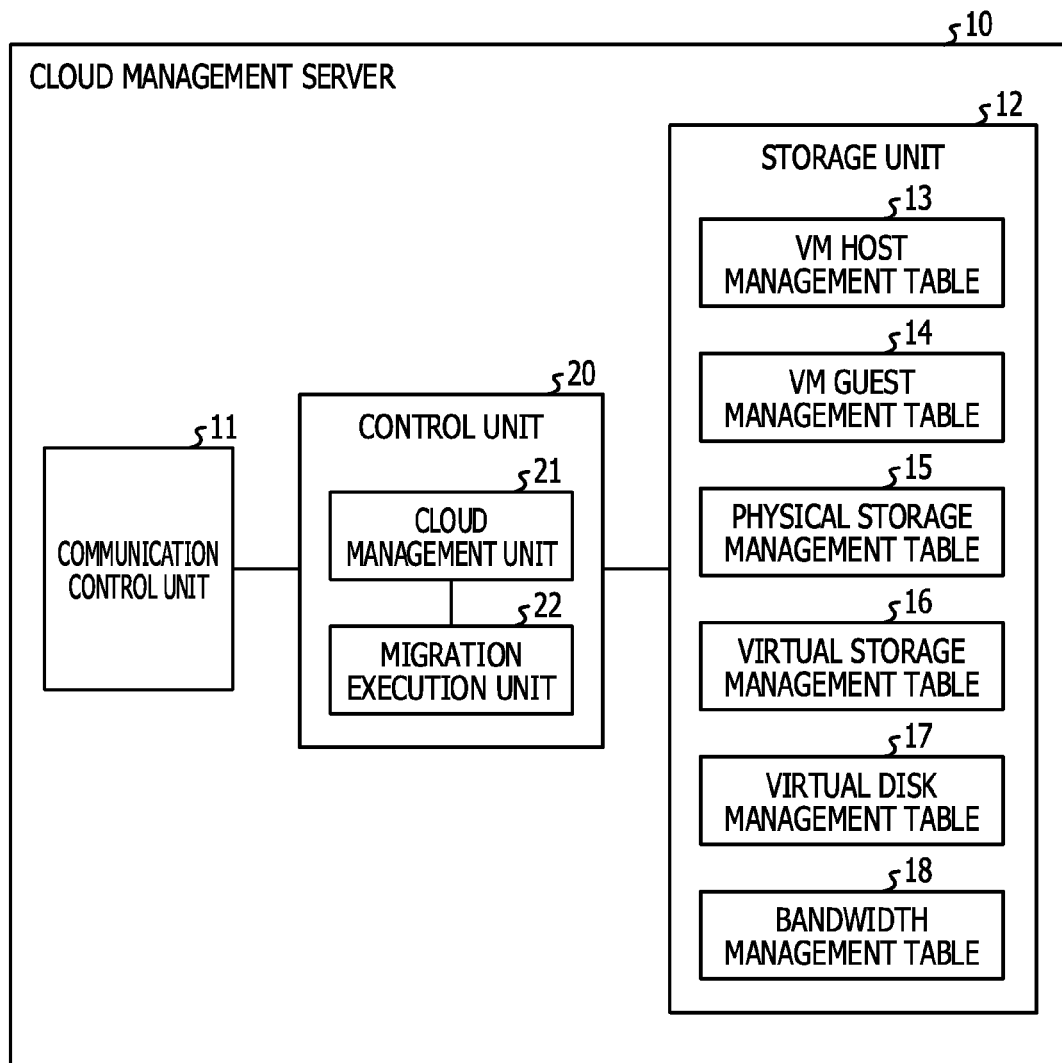 10
CLOUD MANAGEMENT SERVER
12
STORAGE UNIT
13
VM HOST
MANAGEMENT TABLE
14
VM GUEST
MANAGEMENT TABLE
20
CONTROL UNIT
11
COMMUNICATION
CONTROL UNIT
21
CLOUD
MANAGEMENT UNIT
22
MIGRATION
EXECUTION UNIT
15
PHYSICAL STORAGE
MANAGEMENT TABLE
16
VIRTUAL STORAGE
MANAGEMENT TABLE
17
VIRTUAL DISK
MANAGEMENT TABLE
18
BANDWIDTH
MANAGEMENT TABLE